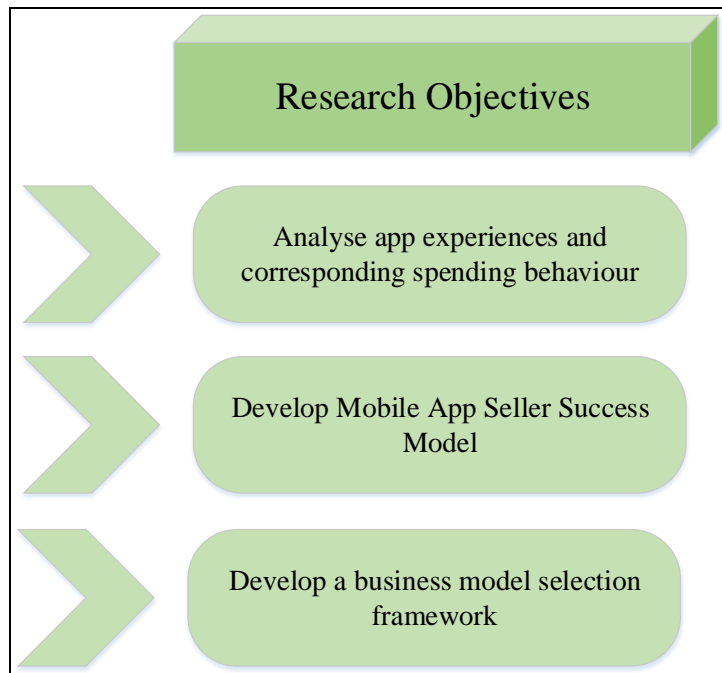 Research Objectives
Analyse app experiences and
corresponding spending behaviour
Develop Mobile App Seller Success
Model
Develop a business model selection
framework